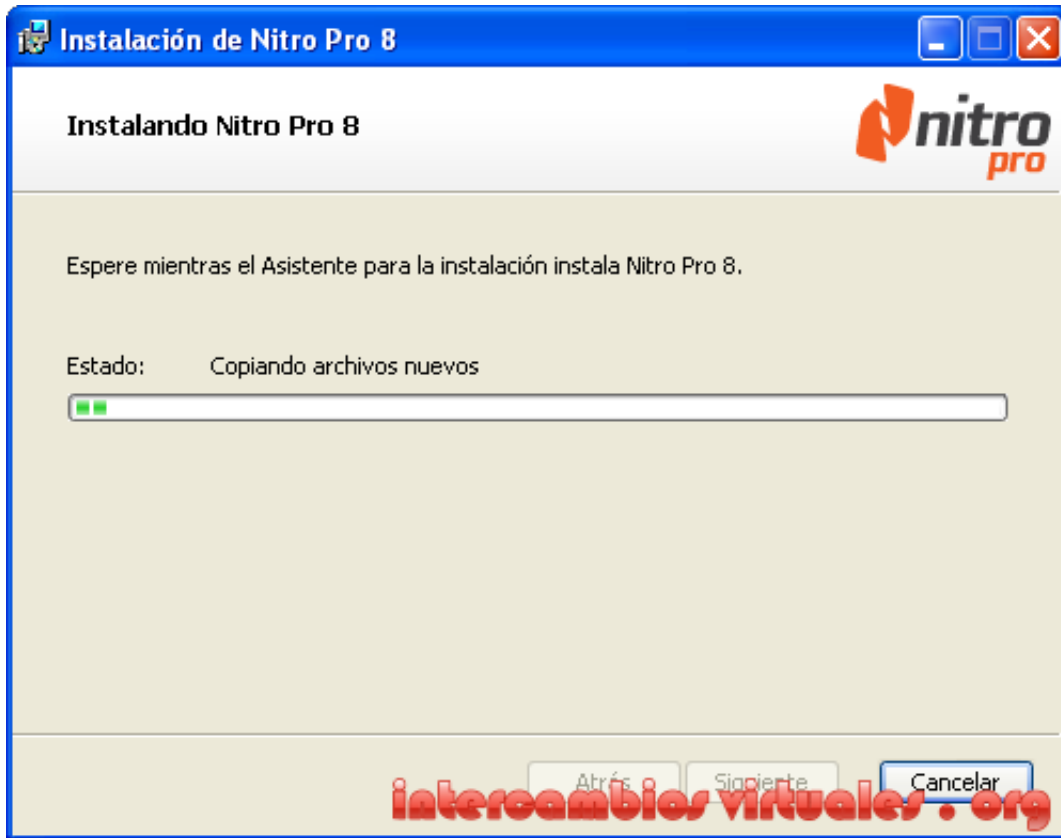 Instalación de Nitro Pro 8
Instalando Nitro Pro 8
nitro
pro
Espere mientras el Asistente para la instalación instala Nitro Pro 8.
Estado: Copiando archivos nuevos
Atrás Siguiente Cancelar
intercambios virtuales . org